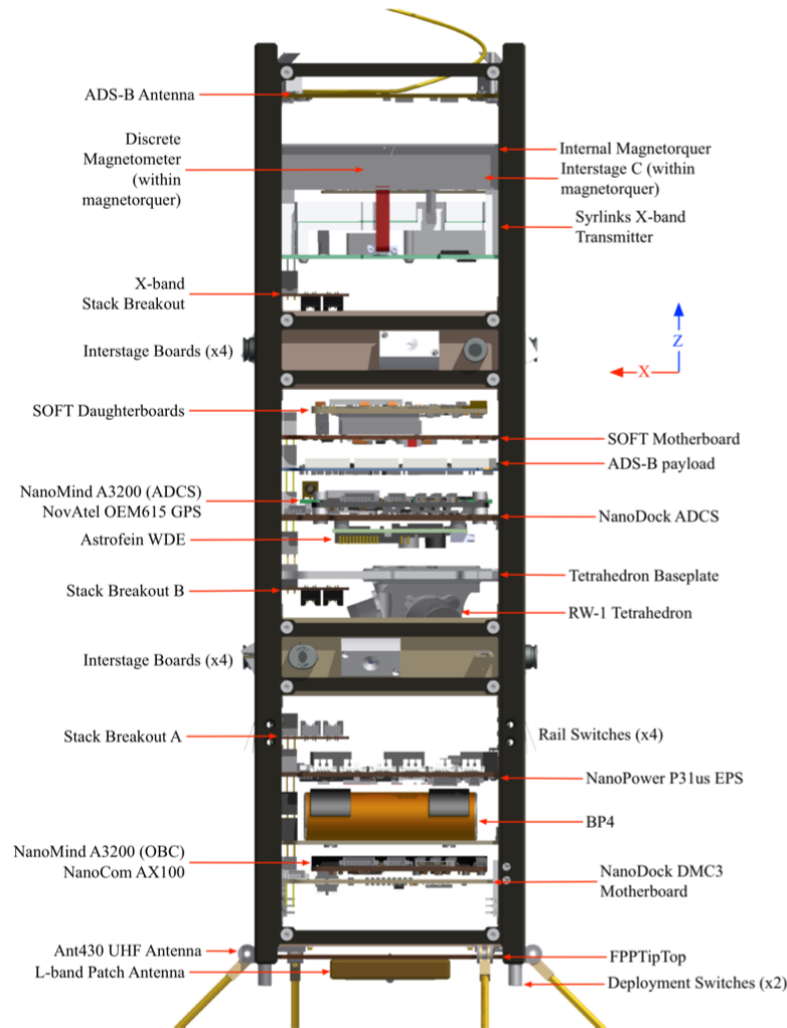 ADS-B Antenna
Discrete
Magnetometer
(within
magnetorquer)
Internal Magnetorquer
Interstage C (within
magnetorquer)
Syrlinks X-band
Transmitter
X-band
Stack Breakout
Interstage Boards (x4)
Z
X
SOFT Daughterboards
SOFT Motherboard
ADS-B payload
NanoMind A3200 (ADCS)
NovAtel OEM615 GPS
NanoDock ADCS
Astrofein WDE
Tetrahedron Baseplate
Stack Breakout B
RW-1 Tetrahedron
Interstage Boards (x4)
Stack Breakout A
Rail Switches (x4)
NanoPower P31us EPS
BP4
NanoMind A3200 (OBC)
NanoCom AX100
NanoDock DMC3
Motherboard
Ant430 UHF Antenna
FPPTipTop
L-band Patch Antenna
Deployment Switches (x2)